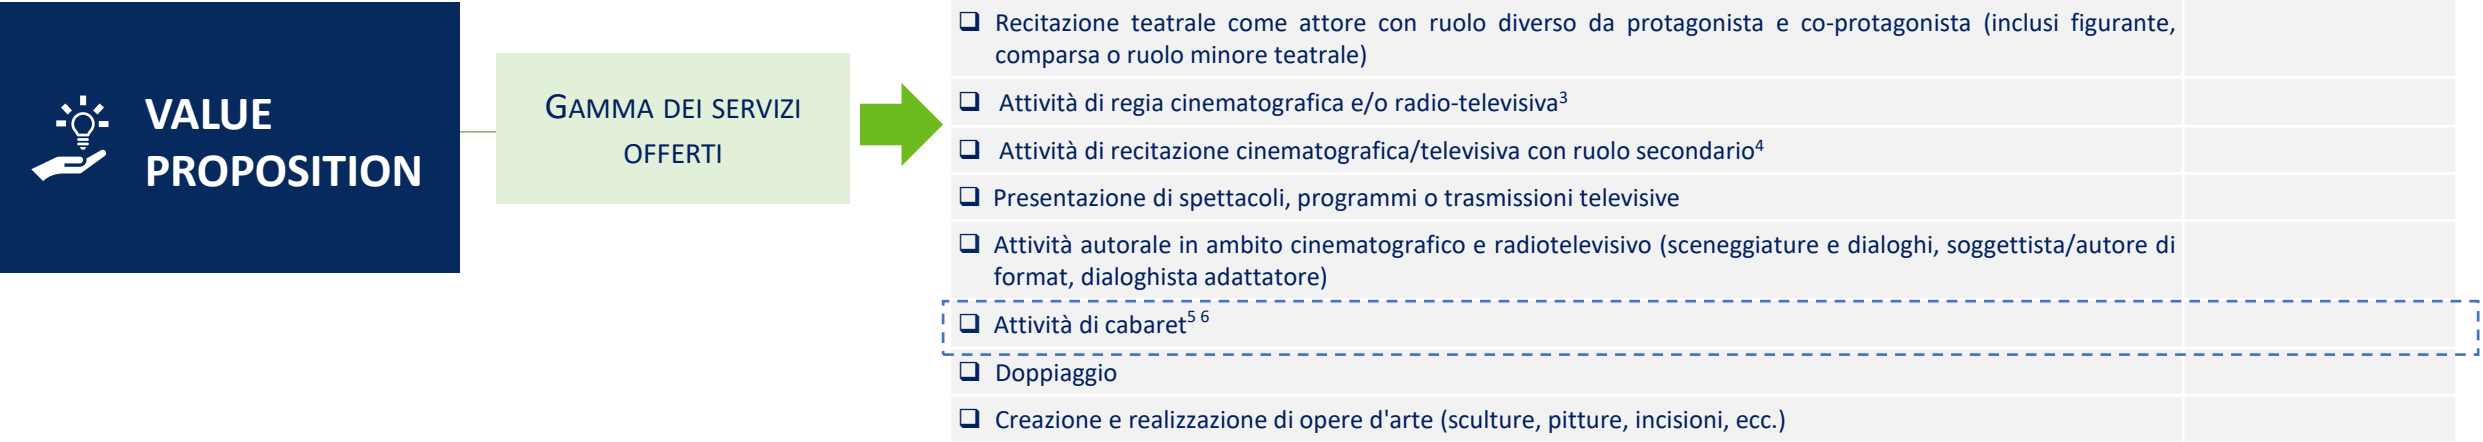 VALUE
PROPOSITION
GAMMA DEI SERVIZI
OFFERTI
❑ Recitazione teatrale come attore con ruolo diverso da protagonista e co-protagonista (inclusi figurante,
comparsa o ruolo minore teatrale)
❑ Attività di regia cinematografica e/o radio-televisiva³
❑ Attività di recitazione cinematografica/televisiva con ruolo secondario⁴
❑ Presentazione di spettacoli, programmi o trasmissioni televisive
❑ Attività autorale in ambito cinematografico e radiotelevisivo (sceneggiature e dialoghi, soggettista/autore di
format, dialoghista adattatore)
❑ Attività di cabaret⁵ ⁶
❑ Doppiaggio
❑ Creazione e realizzazione di opere d'arte (sculture, pitture, incisioni, ecc.)